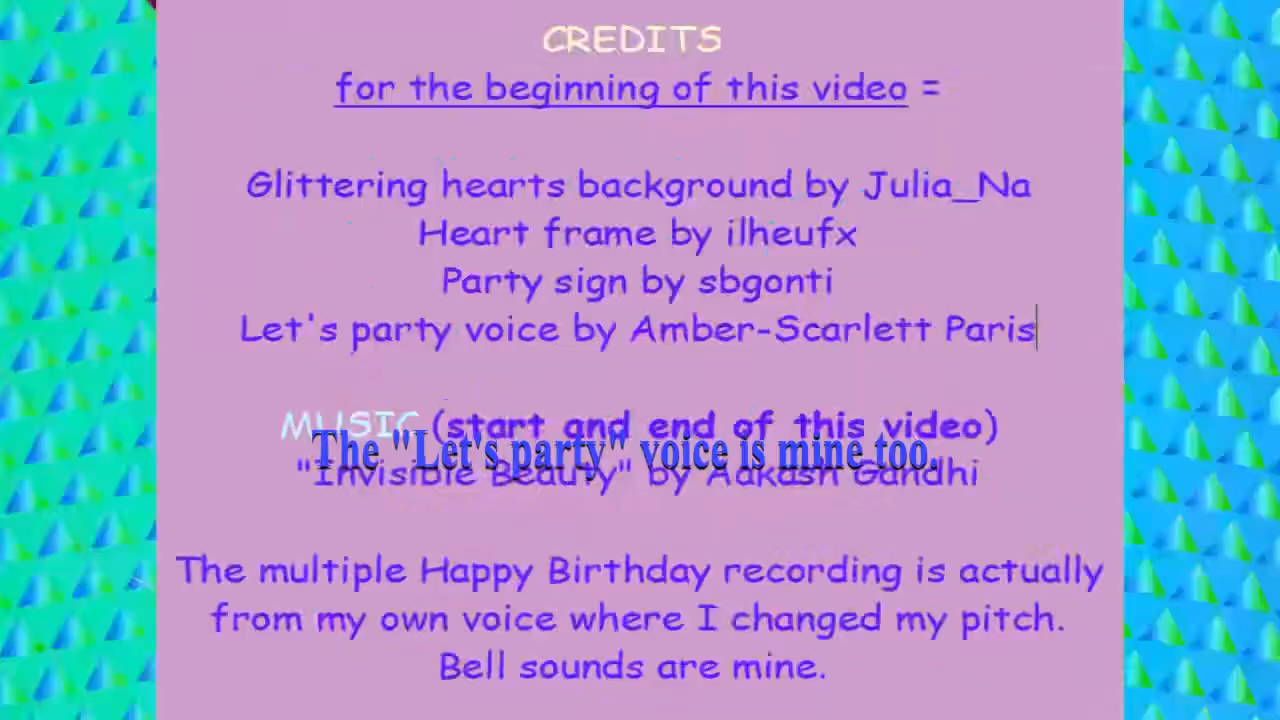 CREDITS
for the beginning of this video =
Glittering hearts background by Julia_Na
Heart frame by ilheufx
Party sign by sbgonti
Let's party voice by Amber-Scarlett Paris
MUSIC (start and end of this video)
The "Let's party" voice is mine too.
"Invisible Beauty" by Aakash Gandhi
The multiple Happy Birthday recording is actually
from my own voice where I changed my pitch.
Bell sounds are mine.